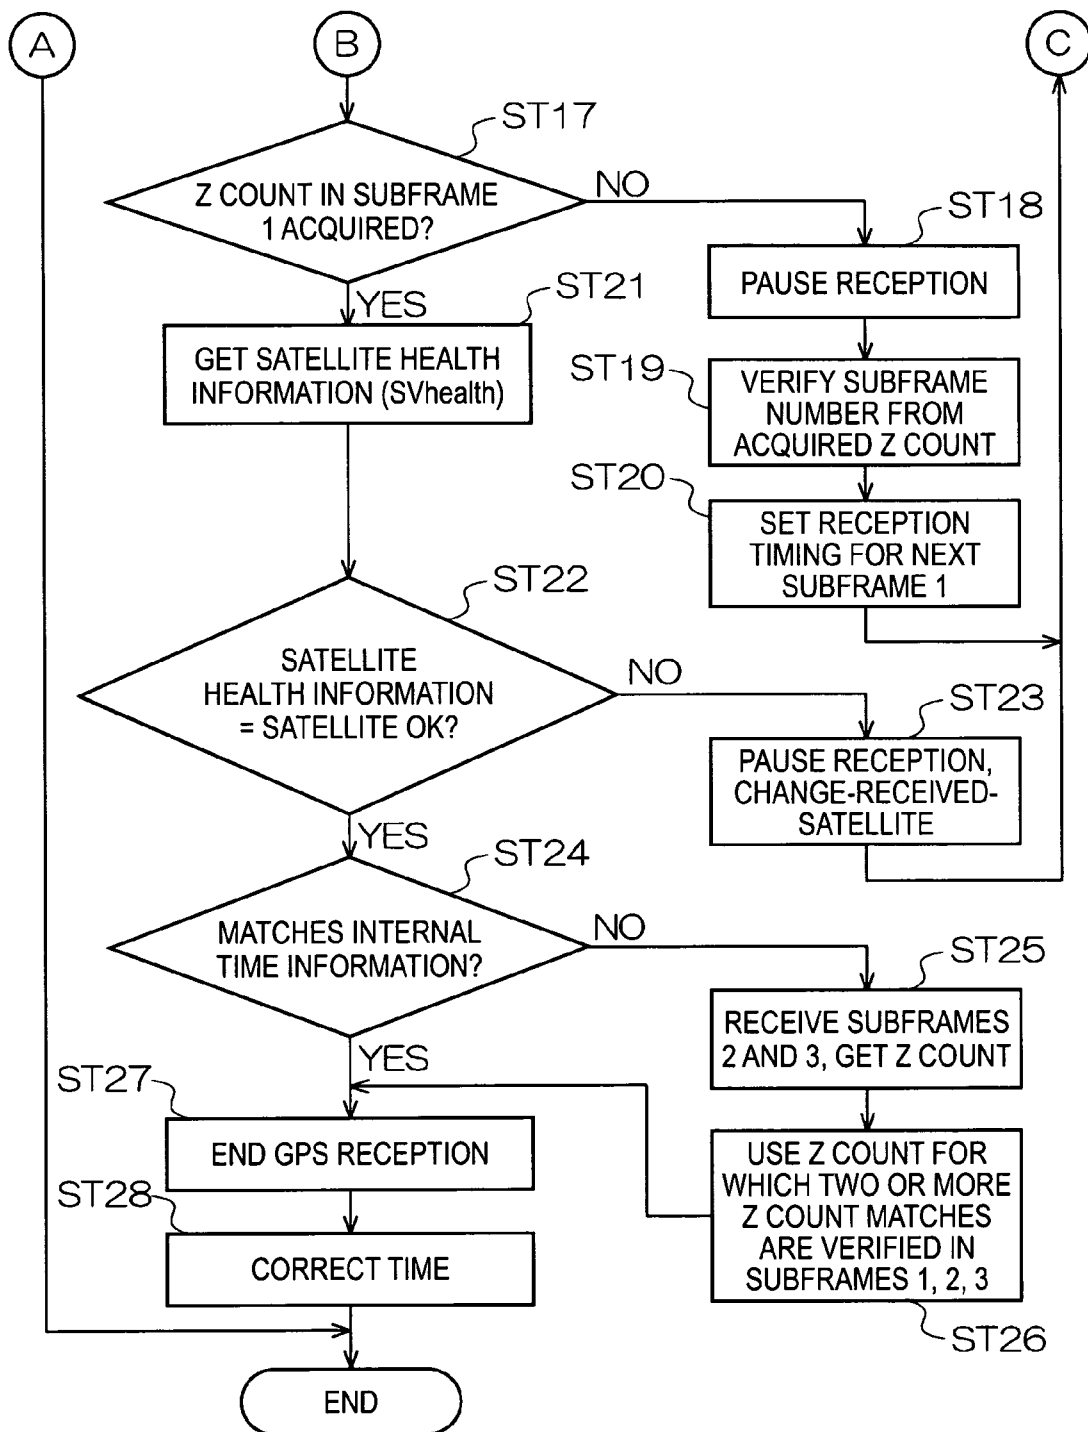 A
B
C
ST17
Z COUNT IN SUBFRAME
1 ACQUIRED?
NO
YES
ST18
PAUSE RECEPTION
ST19
VERIFY SUBFRAME
NUMBER FROM
ACQUIRED Z COUNT
ST20
SET RECEPTION
TIMING FOR NEXT
SUBFRAME 1
ST21
GET SATELLITE HEALTH
INFORMATION (SVhealth)
ST22
SATELLITE
HEALTH INFORMATION
= SATELLITE OK?
NO
YES
ST23
PAUSE RECEPTION,
CHANGE-RECEIVED-
SATELLITE
ST24
MATCHES INTERNAL
TIME INFORMATION?
NO
YES
ST25
RECEIVE SUBFRAMES
2 AND 3, GET Z COUNT
USE Z COUNT FOR
WHICH TWO OR MORE
Z COUNT MATCHES
ARE VERIFIED IN
SUBFRAMES 1, 2, 3
ST26
ST27
END GPS RECEPTION
ST28
CORRECT TIME
END